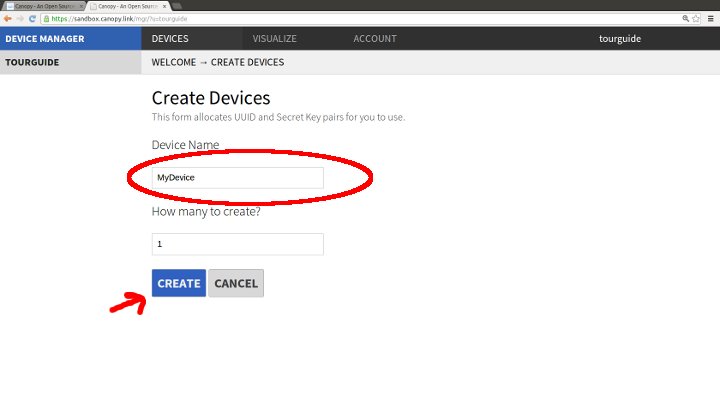 Canopy - An Open Source
Canopy - An Open Source
https://sandbox.canopy.link/mgr/?u=tourguide
DEVICE MANAGER DEVICES VISUALIZE ACCOUNT tourguide
TOURGUIDE WELCOME → CREATE DEVICES
Create Devices
This form allocates UUID and Secret Key pairs for you to use.
Device Name
MyDevice
How many to create?
1
CREATE CANCEL